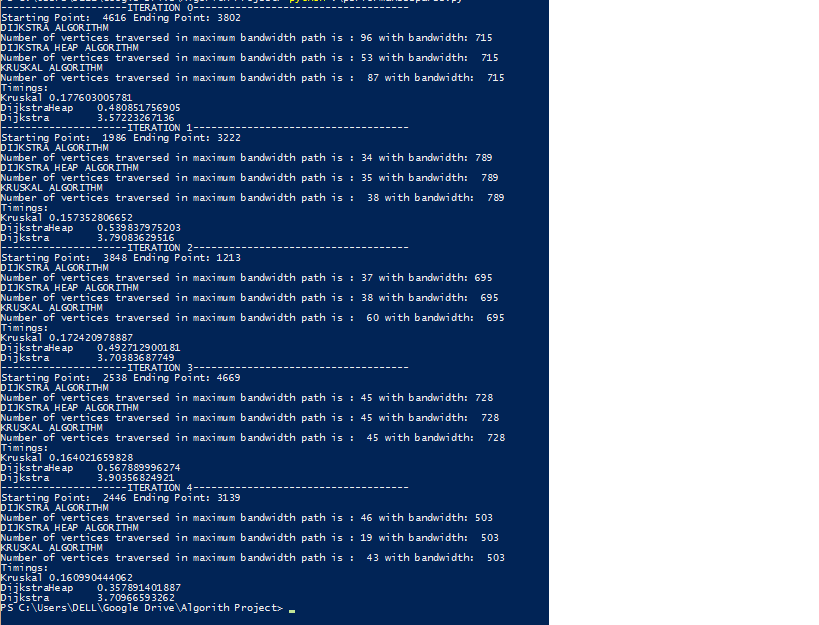 ---------------------ITERATION 0------------------------------------
Starting Point:  4616 Ending Point: 3802
DIJKSTRA ALGORITHM
Number of vertices traversed in maximum bandwidth path is : 96 with bandwidth: 715
DIJKSTRA HEAP ALGORITHM
Number of vertices traversed in maximum bandwidth path is : 53 with bandwidth:  715
KRUSKAL ALGORITHM
Number of vertices traversed in maximum bandwidth path is :  87 with bandwidth:  715
Timings:
Kruskal 0.177603005781
DijkstraHeap    0.480851756905
Dijkstra        3.57223267136
---------------------ITERATION 1------------------------------------
Starting Point:  1986 Ending Point: 3222
DIJKSTRA ALGORITHM
Number of vertices traversed in maximum bandwidth path is : 34 with bandwidth: 789
DIJKSTRA HEAP ALGORITHM
Number of vertices traversed in maximum bandwidth path is : 35 with bandwidth:  789
KRUSKAL ALGORITHM
Number of vertices traversed in maximum bandwidth path is :  38 with bandwidth:  789
Timings:
Kruskal 0.157352806652
DijkstraHeap    0.539837975203
Dijkstra        3.79083629516
---------------------ITERATION 2------------------------------------
Starting Point:  3848 Ending Point: 1213
DIJKSTRA ALGORITHM
Number of vertices traversed in maximum bandwidth path is : 37 with bandwidth: 695
DIJKSTRA HEAP ALGORITHM
Number of vertices traversed in maximum bandwidth path is : 38 with bandwidth:  695
KRUSKAL ALGORITHM
Number of vertices traversed in maximum bandwidth path is :  60 with bandwidth:  695
Timings:
Kruskal 0.172420978887
DijkstraHeap    0.492712900181
Dijkstra        3.70383687749
---------------------ITERATION 3------------------------------------
Starting Point:  2538 Ending Point: 4669
DIJKSTRA ALGORITHM
Number of vertices traversed in maximum bandwidth path is : 45 with bandwidth: 728
DIJKSTRA HEAP ALGORITHM
Number of vertices traversed in maximum bandwidth path is : 45 with bandwidth:  728
KRUSKAL ALGORITHM
Number of vertices traversed in maximum bandwidth path is :  45 with bandwidth:  728
Timings:
Kruskal 0.164021659828
DijkstraHeap    0.567889996274
Dijkstra        3.90356824921
---------------------ITERATION 4------------------------------------
Starting Point:  2446 Ending Point: 3139
DIJKSTRA ALGORITHM
Number of vertices traversed in maximum bandwidth path is : 46 with bandwidth: 503
DIJKSTRA HEAP ALGORITHM
Number of vertices traversed in maximum bandwidth path is : 19 with bandwidth:  503
KRUSKAL ALGORITHM
Number of vertices traversed in maximum bandwidth path is :  43 with bandwidth:  503
Timings:
Kruskal 0.160990444062
DijkstraHeap    0.357891401887
Dijkstra        3.70966593262
PS C:\Users\DELL\Google Drive\Algorith Project>